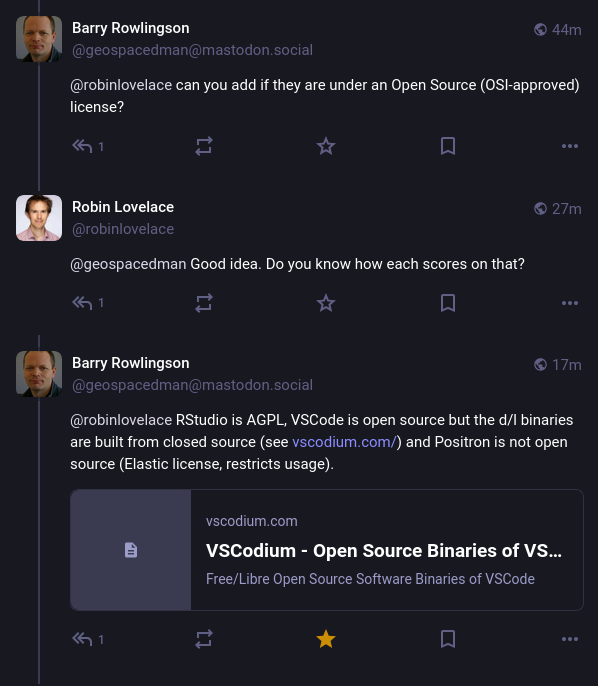 Barry Rowlingson
44m
@geospacedman@mastodon.social
@robinlovelace can you add if they are under an Open Source (OSI-approved)
license?
1
Robin Lovelace
27m
@robinlovelace
@geospacedman Good idea. Do you know how each scores on that?
1
Barry Rowlingson
17m
@geospacedman@mastodon.social
@robinlovelace RStudio is AGPL, VSCode is open source but the d/l binaries
are built from closed source (see vscodium.com/) and Positron is not open
source (Elastic license, restricts usage).
vscodium.com
VSCodium - Open Source Binaries of VS...
Free/Libre Open Source Software Binaries of VSCode
1